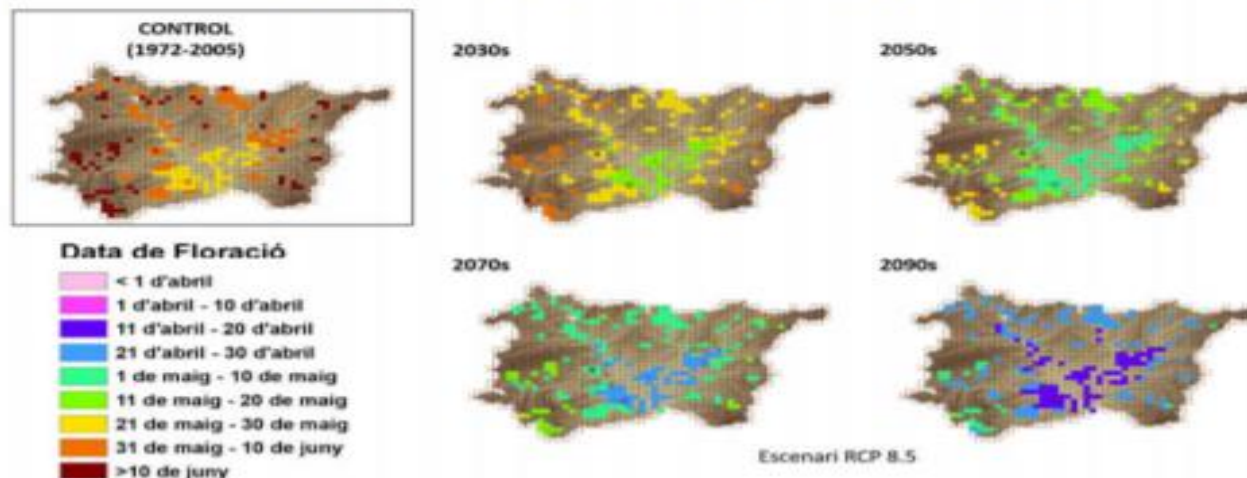 CONTROL
(1972-2005)
2030s
2050s
Data de Floració
< 1 d'abril
1 d'abril - 10 d'abril
11 d'abril - 20 d'abril
21 d'abril - 30 d'abril
1 de maig - 10 de maig
11 de maig - 20 de maig
21 de maig - 30 de maig
31 de maig - 10 de juny
>10 de juny
2070s
2090s
Escenari RCP 8.5